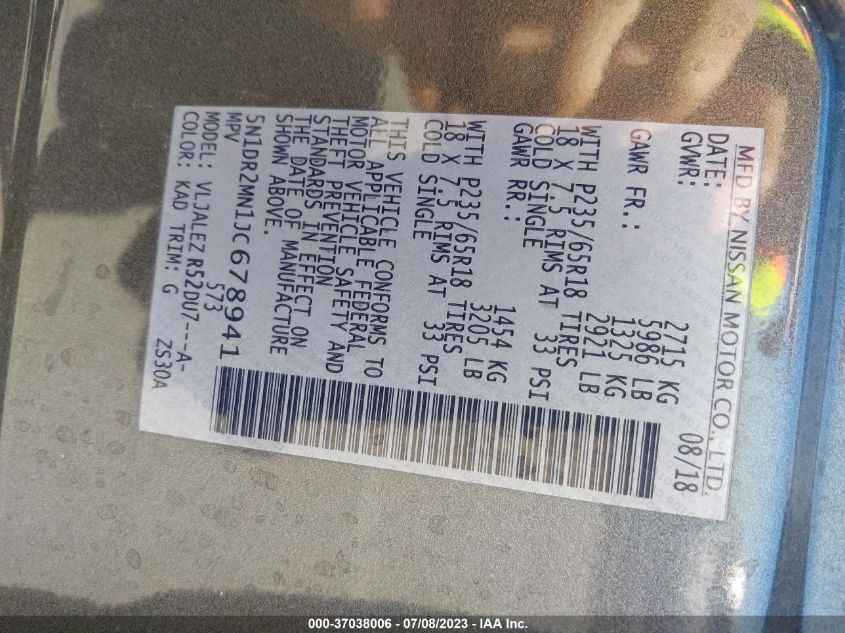 MFD BY NISSAN MOTOR CO., LTD.
DATE: 08/18
GVWR: 2715 KG
5986 LB
GAWR FR.: 1325 KG
2921 LB
WITH P235/65R18 TIRES
18 X 7.5 RIMS AT 33 PSI
COLD SINGLE
GAWR RR.: 1454 KG
3205 LB
WITH P235/65R18 TIRES
18 X 7.5 RIMS AT 33 PSI
COLD SINGLE
THIS VEHICLE CONFORMS TO
ALL APPLICABLE FEDERAL
MOTOR VEHICLE SAFETY AND
THEFT PREVENTION
STANDARDS IN EFFECT ON
THE DATE OF MANUFACTURE
SHOWN ABOVE.
5N1DR2MN1JC678941
MPV 573
MODEL: VLJALEZ R52DU7---A-
COLOR: KAD TRIM: G ZS30A
000-37038006 - 07/08/2023 - IAA Inc.